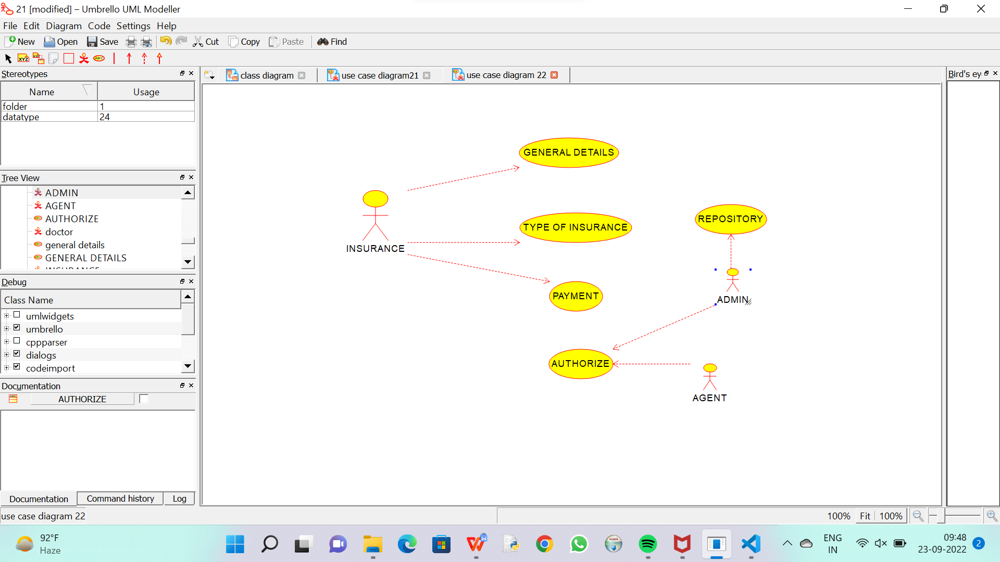 21 [modified] – Umbrello UML Modeller
File Edit Diagram Code Settings Help
New Open Save Cut Copy Paste Find
XYZ ABC
Stereotypes
Name Usage
folder 1
datatype 24
Tree View
ADMIN
AGENT
AUTHORIZE
doctor
general details
GENERAL DETAILS
INSURANCE
Debug
Class Name
umlwidgets
umbrello
cppparser
dialogs
codeimport
Documentation
AUTHORIZE
Documentation Command history Log
class diagram use case diagram21 use case diagram 22
GENERAL DETAILS
INSURANCE
TYPE OF INSURANCE
REPOSITORY
PAYMENT
ADMIN
AUTHORIZE
AGENT
Bird's ey
use case diagram 22
100% Fit 100%
92°F
Haze
ENG
IN
09:48
23-09-2022
2